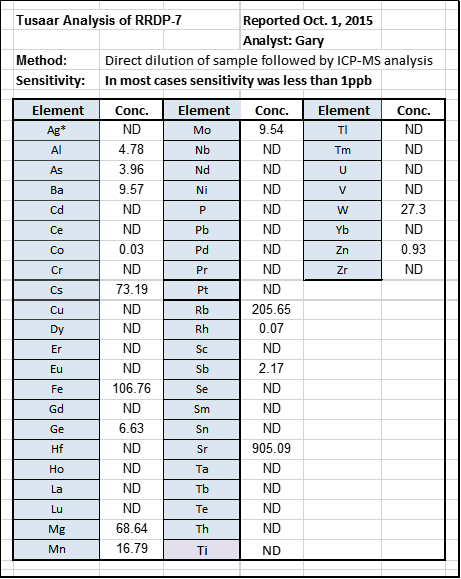 Tusaar Analysis of RRDP-7 Reported Oct. 1, 2015
Analyst: Gary
Method: Direct dilution of sample followed by ICP-MS analysis
Sensitivity: In most cases sensitivity was less than 1ppb
Element Conc. Element Conc. Element Conc.
Ag* ND Mo 9.54 Tl ND
Al 4.78 Nb ND Tm ND
As 3.96 Nd ND U ND
Ba 9.57 Ni ND V ND
Cd ND P ND W 27.3
Ce ND Pb ND Yb ND
Co 0.03 Pd ND Zn 0.93
Cr ND Pr ND Zr ND
Cs 73.19 Pt ND
Cu ND Rb 205.65
Dy ND Rh 0.07
Er ND Sc ND
Eu ND Sb 2.17
Fe 106.76 Se ND
Gd ND Sm ND
Ge 6.63 Sn ND
Hf ND Sr 905.09
Ho ND Ta ND
La ND Tb ND
Lu ND Te ND
Mg 68.64 Th ND
Mn 16.79 Ti ND